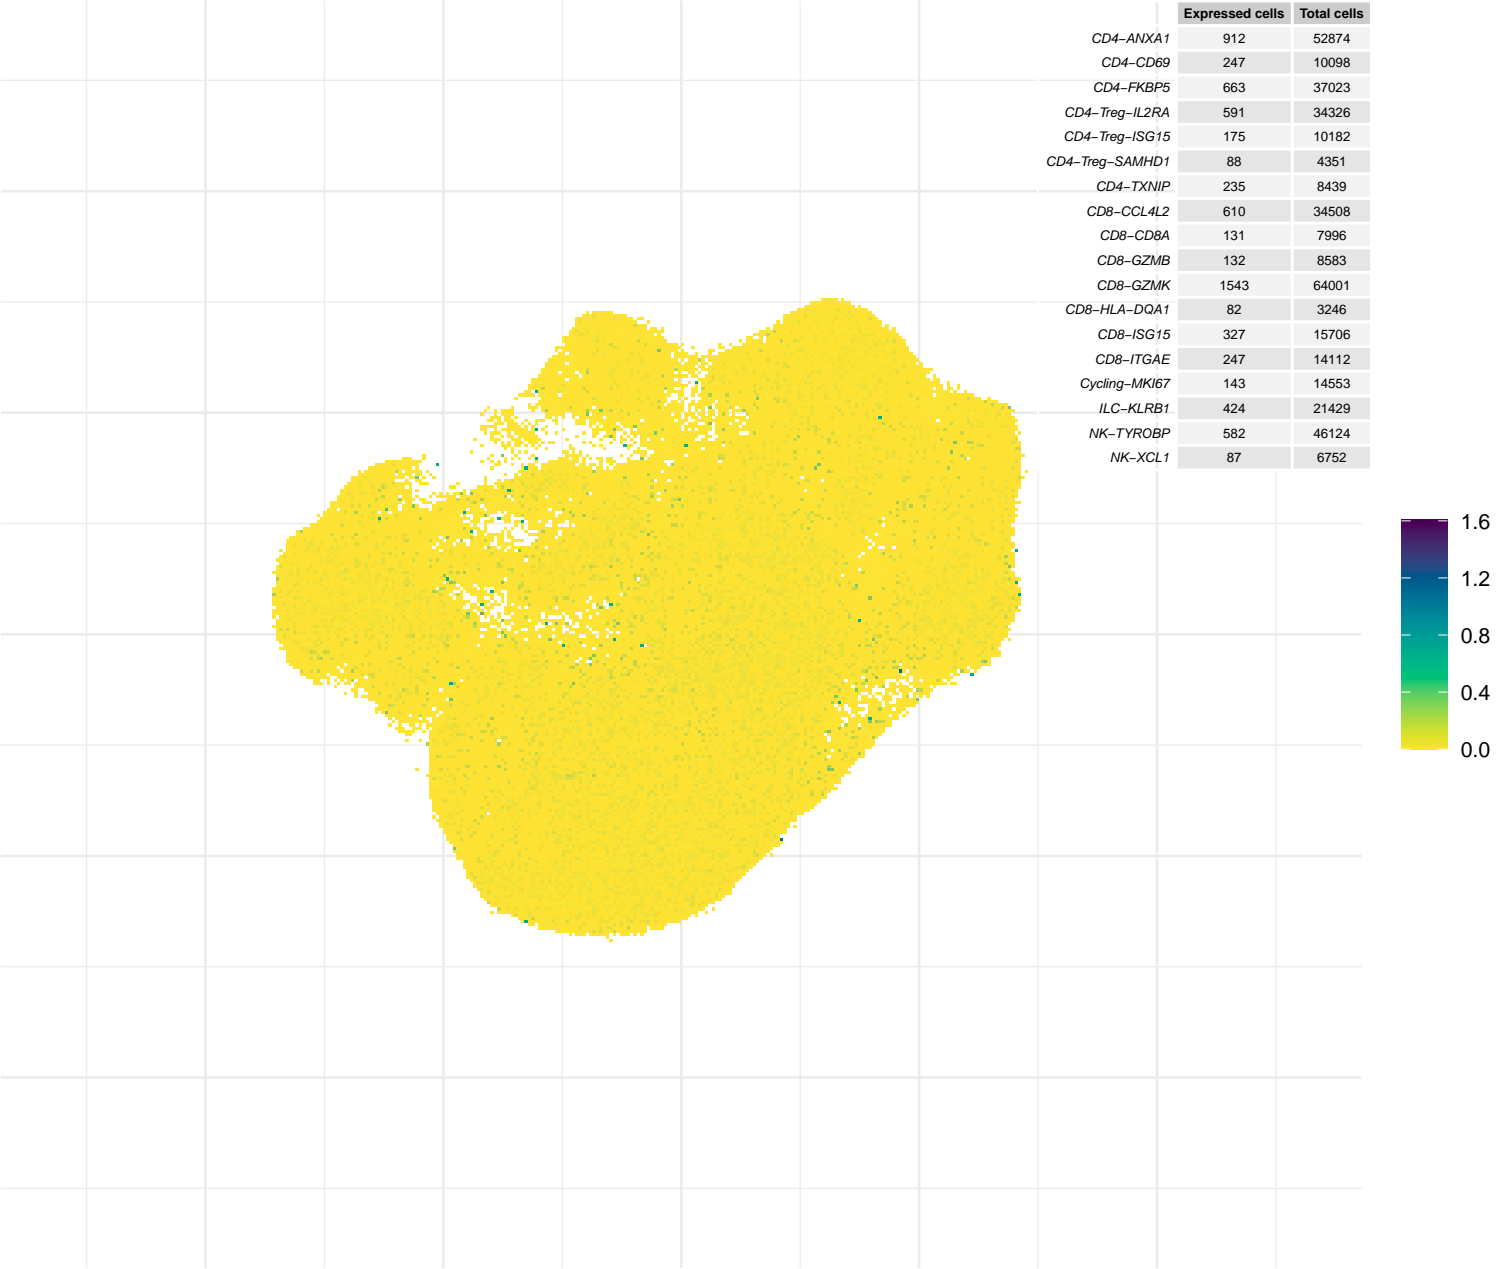 Expressed cells Total cells
CD4−ANXA1 912 52874
CD4−CD69 247 10098
CD4−FKBP5 663 37023
CD4−Treg−IL2RA 591 34326
CD4−Treg−ISG15 175 10182
CD4−Treg−SAMHD1 88 4351
CD4−TXNIP 235 8439
CD8−CCL4L2 610 34508
CD8−CD8A 131 7996
CD8−GZMB 132 8583
CD8−GZMK 1543 64001
CD8−HLA−DQA1 82 3246
CD8−ISG15 327 15706
CD8−ITGAE 247 14112
Cycling−MKI67 143 14553
ILC−KLRB1 424 21429
NK−TYROBP 582 46124
NK−XCL1 87 6752
1.6
1.2
0.8
0.4
0.0